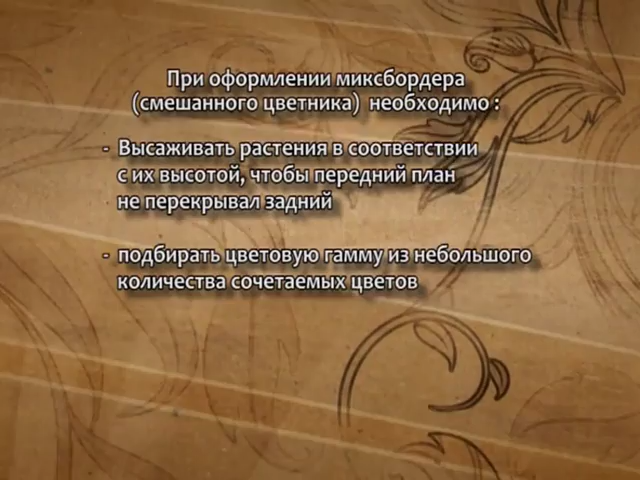 При оформлении миксбордера
(смешанного цветника) необходимо :
- Высаживать растения в соответствии
с их высотой, чтобы передний план
не перекрывал задний
- подбирать цветовую гамму из небольшого
количества сочетаемых цветов